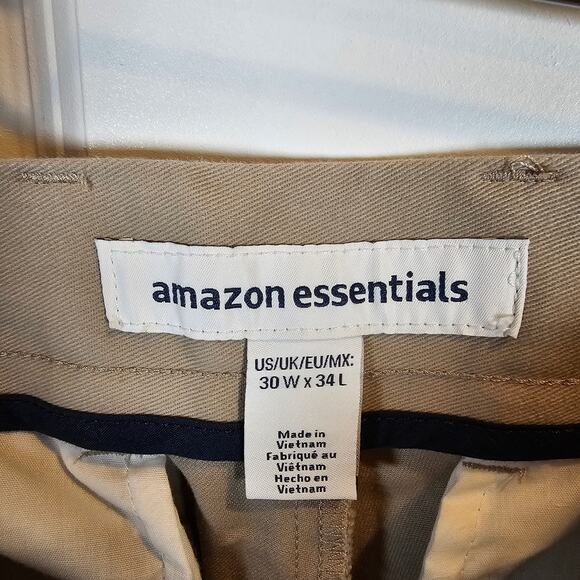 amazon essentials
US/UK/EU/MX:
30 W x 34 L
Made in
Vietnam
Fabriqué au
Viêtnam
Hecho en
Vietnam